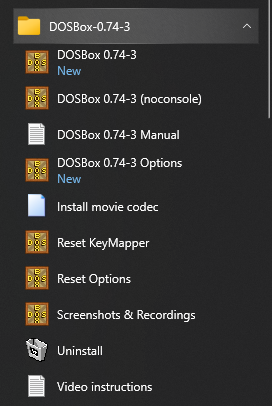 DOSBox-0.74-3
DOSBox 0.74-3
New
DOSBox 0.74-3 (noconsole)
DOSBox 0.74-3 Manual
DOSBox 0.74-3 Options
New
Install movie codec
Reset KeyMapper
Reset Options
Screenshots & Recordings
Uninstall
Video instructions